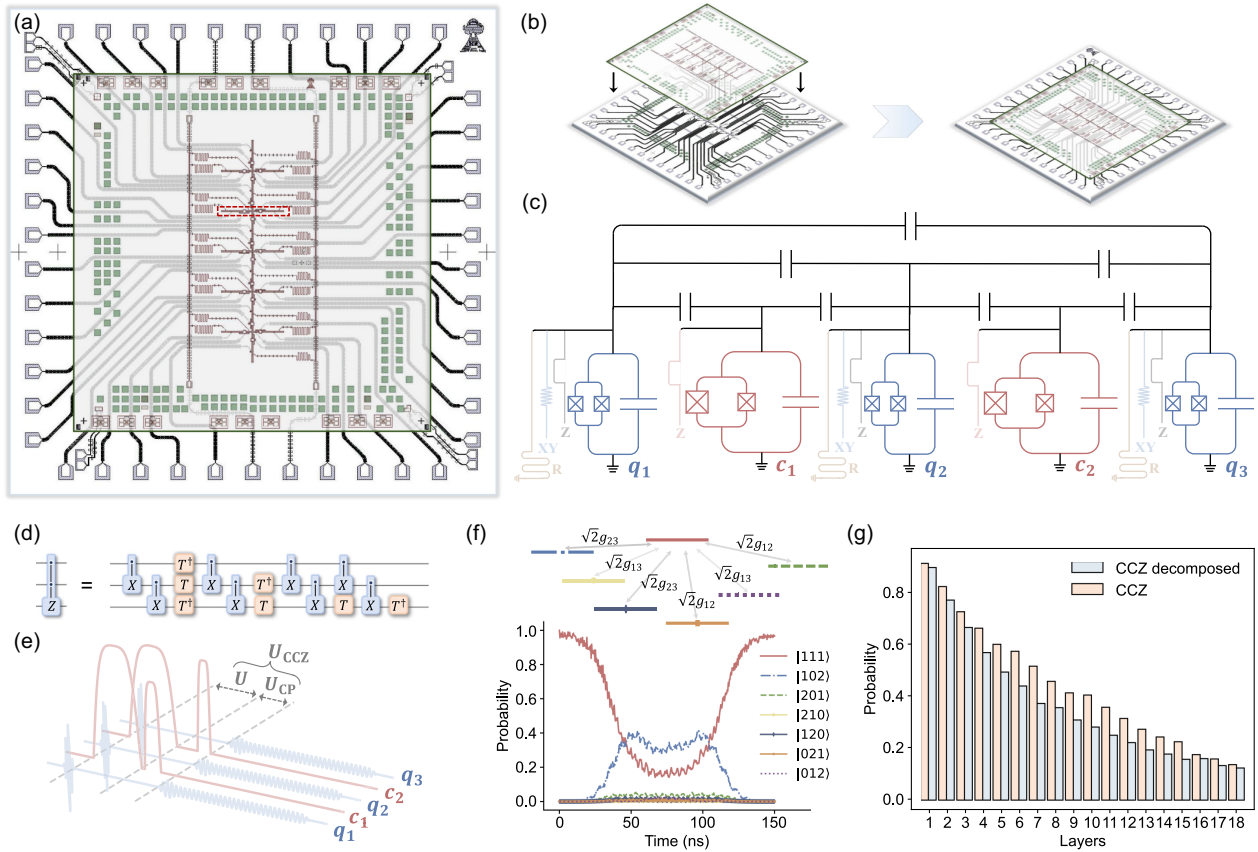 (a)
(b)
(c)
XY
Z
R
q1
Z
c1
XY
Z
R
q2
Z
c2
XY
Z
R
q3
(d)
Z
=
X
X
T†
T
T†
X
X
T†
T
X
X
X
T
X
T†
(e)
UCCZ
U
UCP
q3
c2
q2
c1
q1
(f)
√2g23
√2g13
√2g23
√2g12
√2g13
√2g12
Probability
1.0
0.8
0.6
0.4
0.2
0.0
0 50 100 150
Time (ns)
|111⟩
|102⟩
|201⟩
|210⟩
|120⟩
|021⟩
|012⟩
(g)
CCZ decomposed
CCZ
Probability
0.8
0.6
0.4
0.2
0.0
1 2 3 4 5 6 7 8 9 10 11 12 13 14 15 16 17 18
Layers